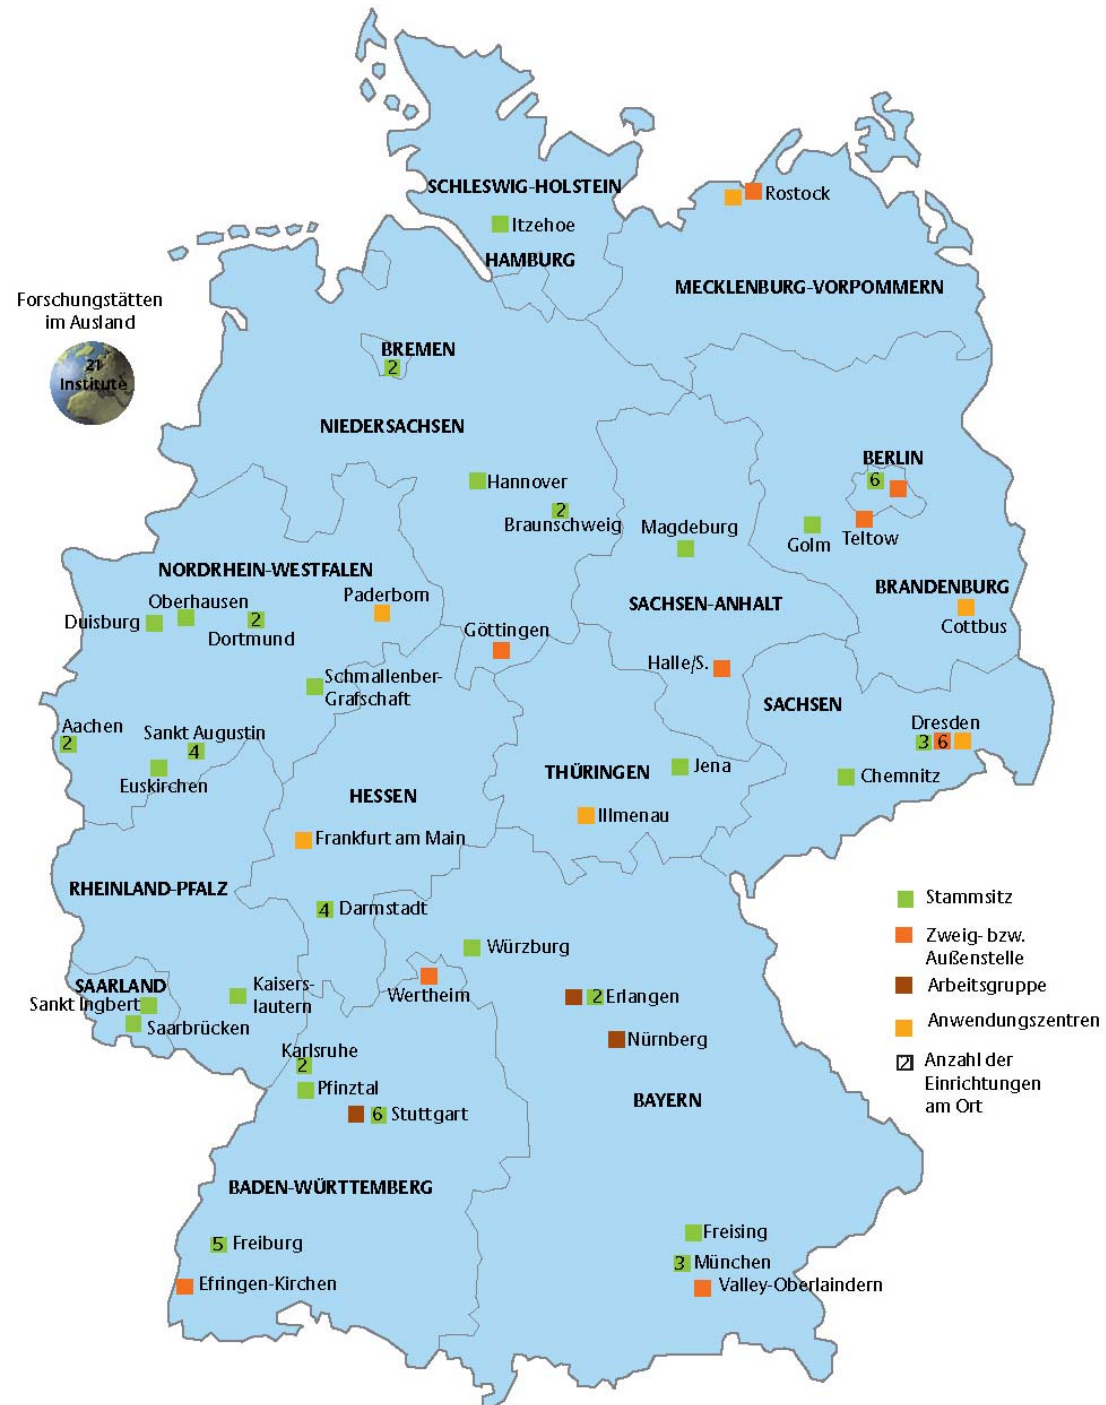 SCHLESWIG-HOLSTEIN
Rostock
Itzehoe
HAMBURG
MECKLENBURG-VORPOMMERN
Forschungstätten
im Ausland
21
Institute
BREMEN
2
NIEDERSACHSEN
BERLIN
6
Hannover
2
Braunschweig
Magdeburg
Golm
Teltow
NORDRHEIN-WESTFALEN
Oberhausen
Duisburg
2
Dortmund
Paderborn
SACHSEN-ANHALT
BRANDENBURG
Cottbus
Göttingen
Halle/S.
Schmallenber-
Grafschaft
SACHSEN
Aachen
2
Sankt Augustin
4
Euskirchen
Dresden
3 6
THÜRINGEN
Jena
Chemnitz
HESSEN
Illmenau
Frankfurt am Main
RHEINLAND-PFALZ
4 Darmstadt
Würzburg
Stammsitz
Zweig- bzw.
Außenstelle
Arbeitsgruppe
Anwendungszentren
2 Anzahl der
Einrichtungen
am Ort
SAARLAND
Sankt Ingbert
Saarbrücken
Kaisers-
lautern
Wertheim
2 Erlangen
Nürnberg
Karlsruhe
2
Pfinztal
6 Stuttgart
BAYERN
BADEN-WÜRTTEMBERG
5 Freiburg
Efringen-Kirchen
Freising
3 München
Valley-Oberlaindern